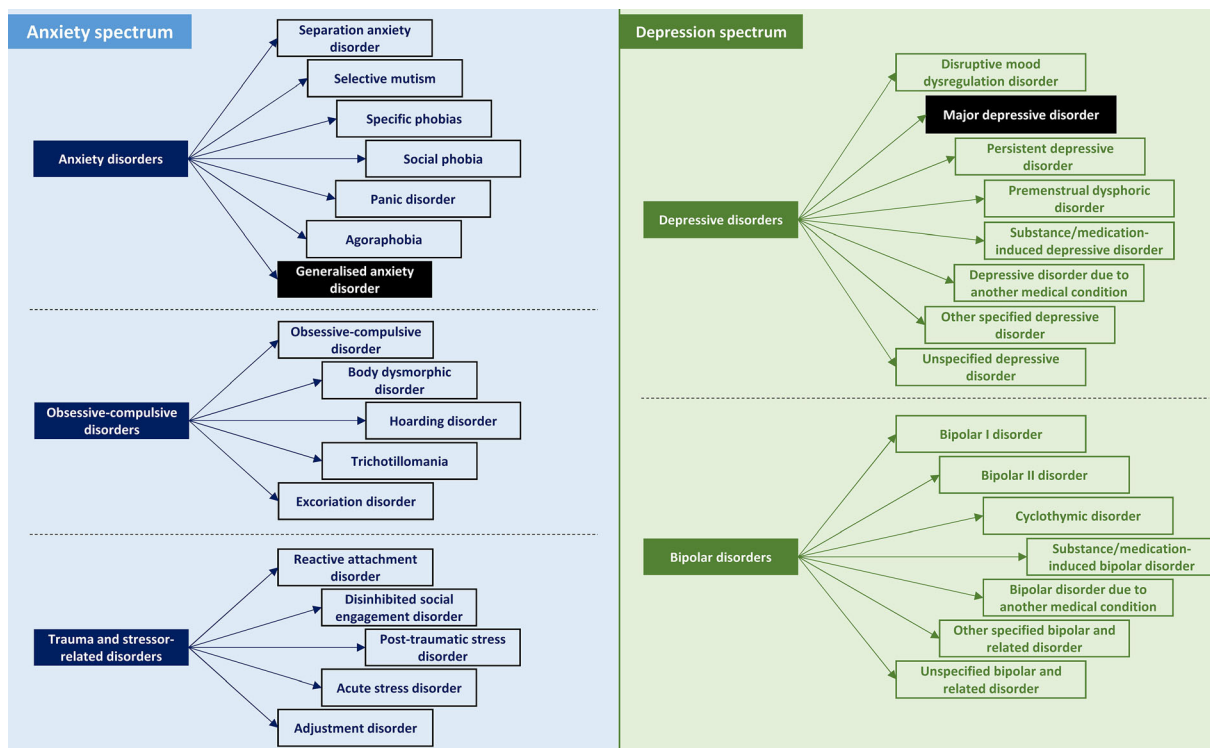 Anxiety spectrum
Anxiety disorders
Separation anxiety
disorder
Selective mutism
Specific phobias
Social phobia
Panic disorder
Agoraphobia
Generalised anxiety
disorder
Obsessive-compulsive
disorders
Obsessive-compulsive
disorder
Body dysmorphic
disorder
Hoarding disorder
Trichotillomania
Excoriation disorder
Trauma and stressor-
related disorders
Reactive attachment
disorder
Disinhibited social
engagement disorder
Post-traumatic stress
disorder
Acute stress disorder
Adjustment disorder
Depression spectrum
Depressive disorders
Disruptive mood
dysregulation disorder
Major depressive disorder
Persistent depressive
disorder
Premenstrual dysphoric
disorder
Substance/medication-
induced depressive disorder
Depressive disorder due to
another medical condition
Other specified depressive
disorder
Unspecified depressive
disorder
Bipolar disorders
Bipolar I disorder
Bipolar II disorder
Cyclothymic disorder
Substance/medication-
induced bipolar disorder
Bipolar disorder due to
another medical condition
Other specified bipolar and
related disorder
Unspecified bipolar and
related disorder